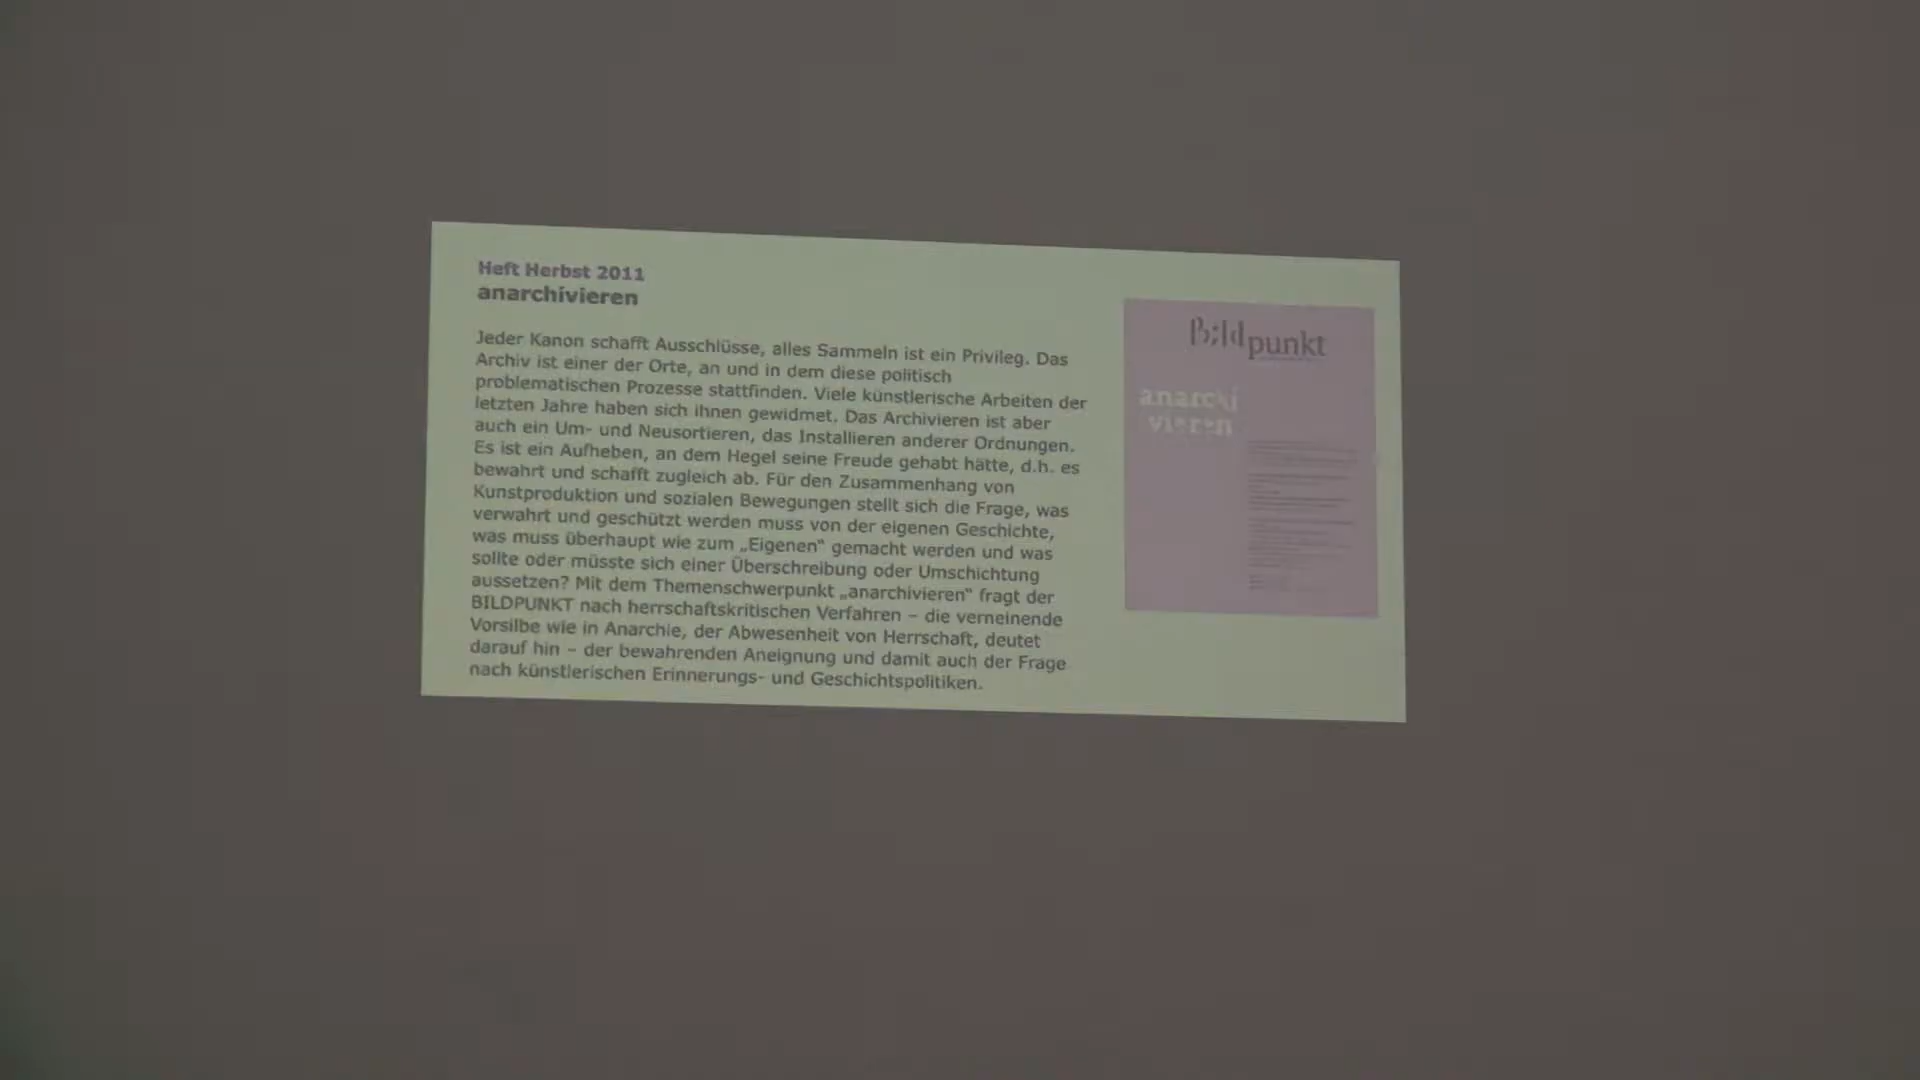 Heft Herbst 2011
anarchivieren
Jeder Kanon schafft Ausschlüsse, alles Sammeln ist ein Privileg. Das
Archiv ist einer der Orte, an und in dem diese politisch
problematischen Prozesse stattfinden. Viele künstlerische Arbeiten der
letzten Jahre haben sich ihnen gewidmet. Das Archivieren ist aber
auch ein Um- und Neusortieren, das Installieren anderer Ordnungen.
Es ist ein Aufheben, an dem Hegel seine Freude gehabt hätte, d.h. es
bewahrt und schafft zugleich ab. Für den Zusammenhang von
Kunstproduktion und sozialen Bewegungen stellt sich die Frage, was
verwahrt und geschützt werden muss von der eigenen Geschichte,
was muss überhaupt wie zum „Eigenen“ gemacht werden und was
sollte oder müsste sich einer Überschreibung oder Umschichtung
aussetzen? Mit dem Themenschwerpunkt „anarchivieren“ fragt der
BILDPUNKT nach herrschaftskritischen Verfahren – die verneinende
Vorsilbe wie in Anarchie, der Abwesenheit von Herrschaft, deutet
darauf hin – der bewahrenden Aneignung und damit auch der Frage
nach künstlerischen Erinnerungs- und Geschichtspolitiken.
Bildpunkt
anarchi
vieren